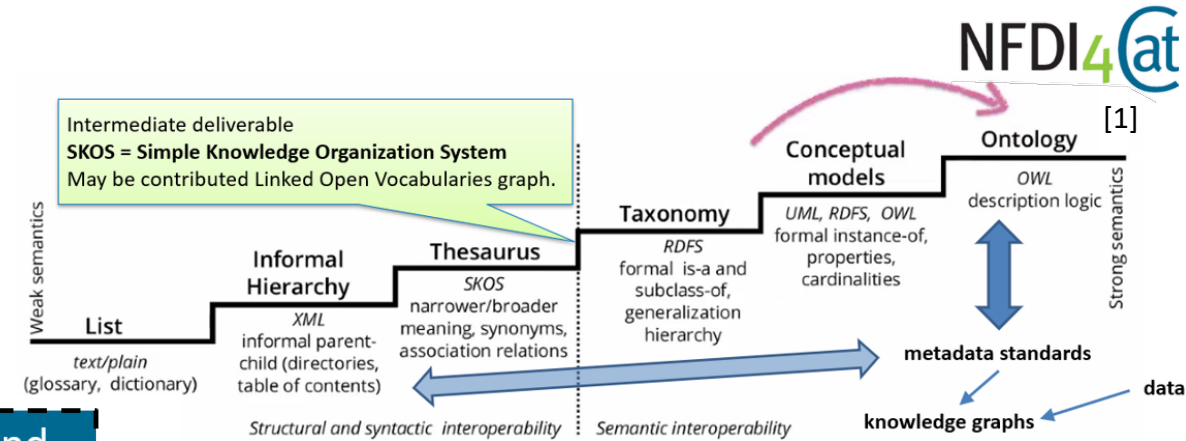 NFDI4Cat
[1]
Intermediate deliverable
SKOS = Simple Knowledge Organization System
May be contributed Linked Open Vocabularies graph.
Weak semantics
List
text/plain
(glossary, dictionary)
Informal
Hierarchy
XML
informal parent-
child (directories,
table of contents)
Thesaurus
SKOS
narrower/broader
meaning, synonyms,
association relations
Taxonomy
RDFS
formal is-a and
subclass-of,
generalization
hierarchy
Conceptual
models
UML, RDFS, OWL
formal instance-of,
properties,
cardinalities
Ontology
OWL
description logic
Strong semantics
metadata standards
data
knowledge graphs
Structural and syntactic interoperability
Semantic interoperability